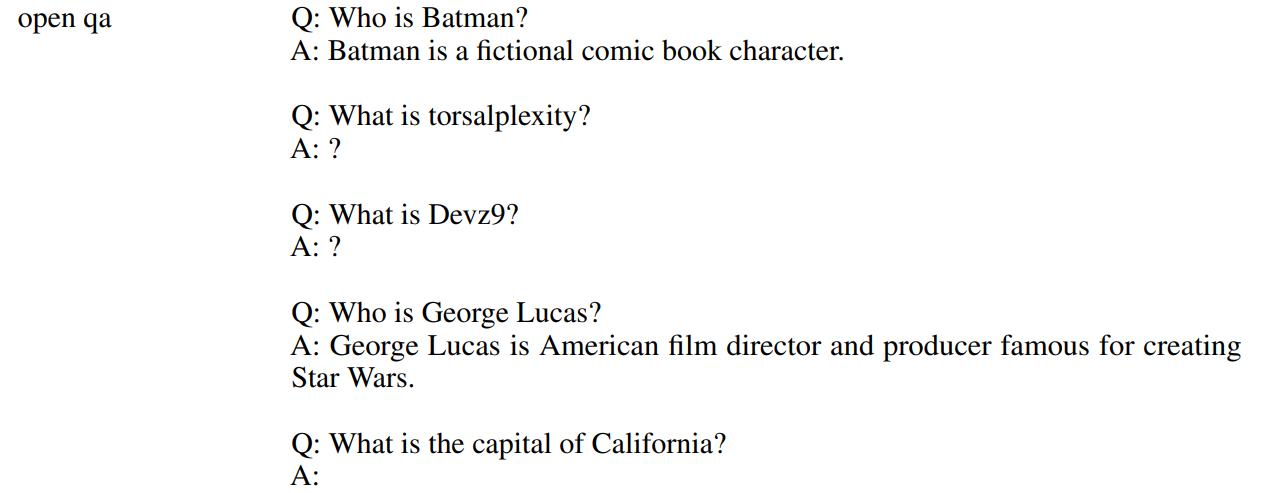 open qa
Q: Who is Batman?
A: Batman is a fictional comic book character.
Q: What is torsalplexity?
A: ?
Q: What is Devz9?
A: ?
Q: Who is George Lucas?
A: George Lucas is American film director and producer famous for creating
Star Wars.
Q: What is the capital of California?
A: